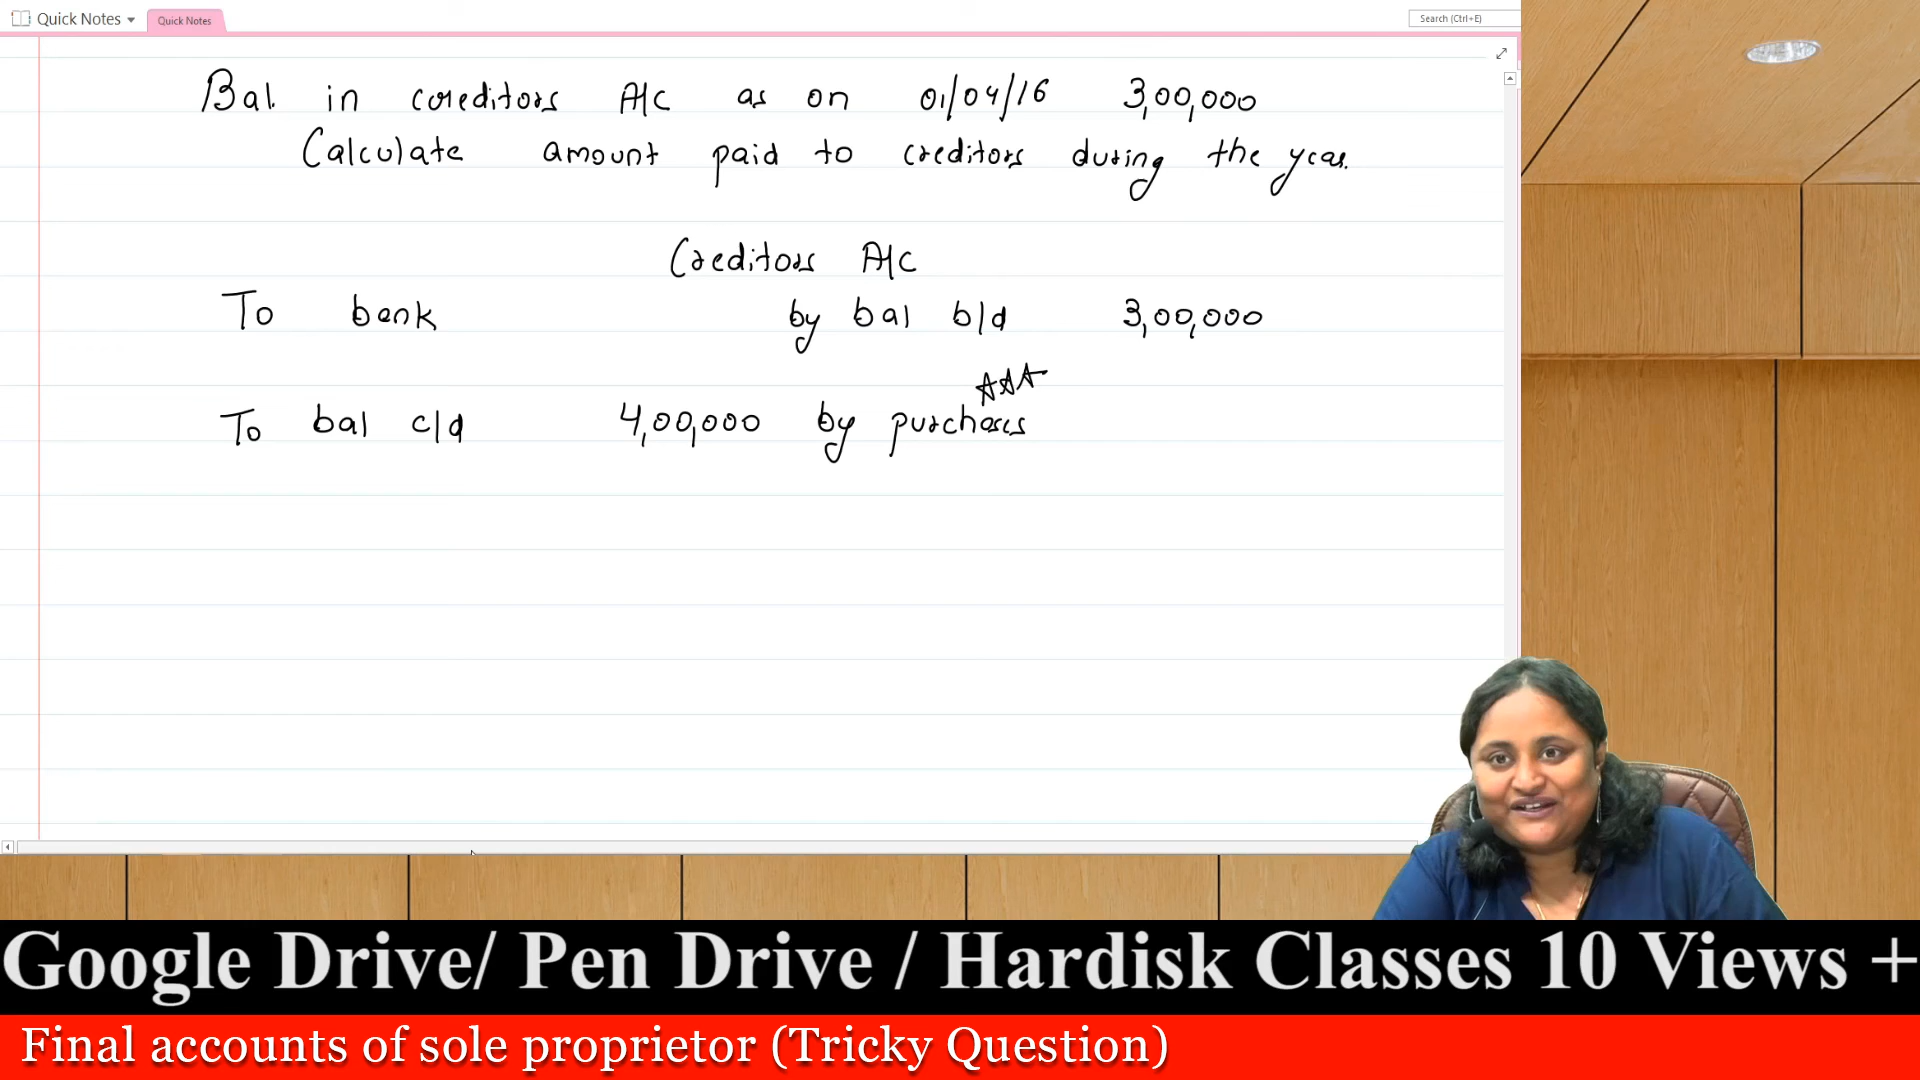 Quick Notes
Quick Notes
Search (Ctrl+E)
Bal. in creditors A/c as on 01/04/16 3,00,000
Calculate amount paid to creditors during the year.
Creditors A/c
To bank by bal b/d 3,00,000
To bal c/d 4,00,000 by purchases
Google Drive/ Pen Drive / Hardisk Classes 10 Views +
Final accounts of sole proprietor (Tricky Question)